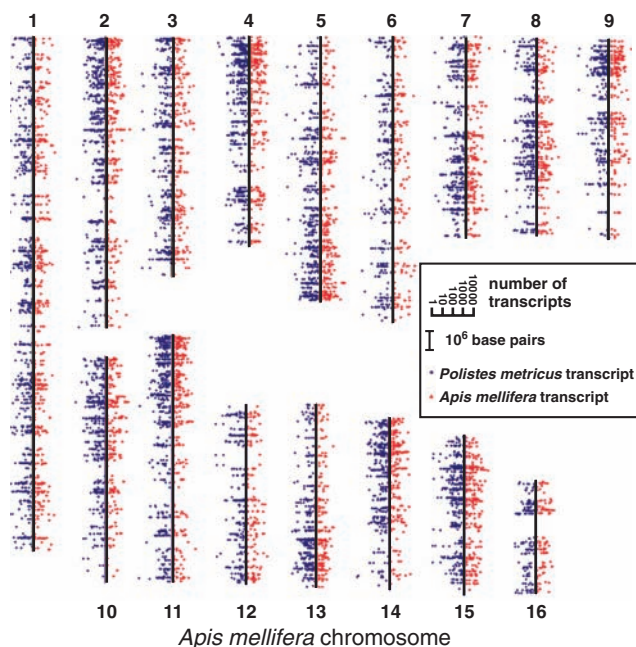 1 2 3 4 5 6 7 8 9
1
10
100
1000
10000
number of
transcripts
10⁶ base pairs
Polistes metricus transcript
Apis mellifera transcript
10 11 12 13 14 15 16
Apis mellifera chromosome